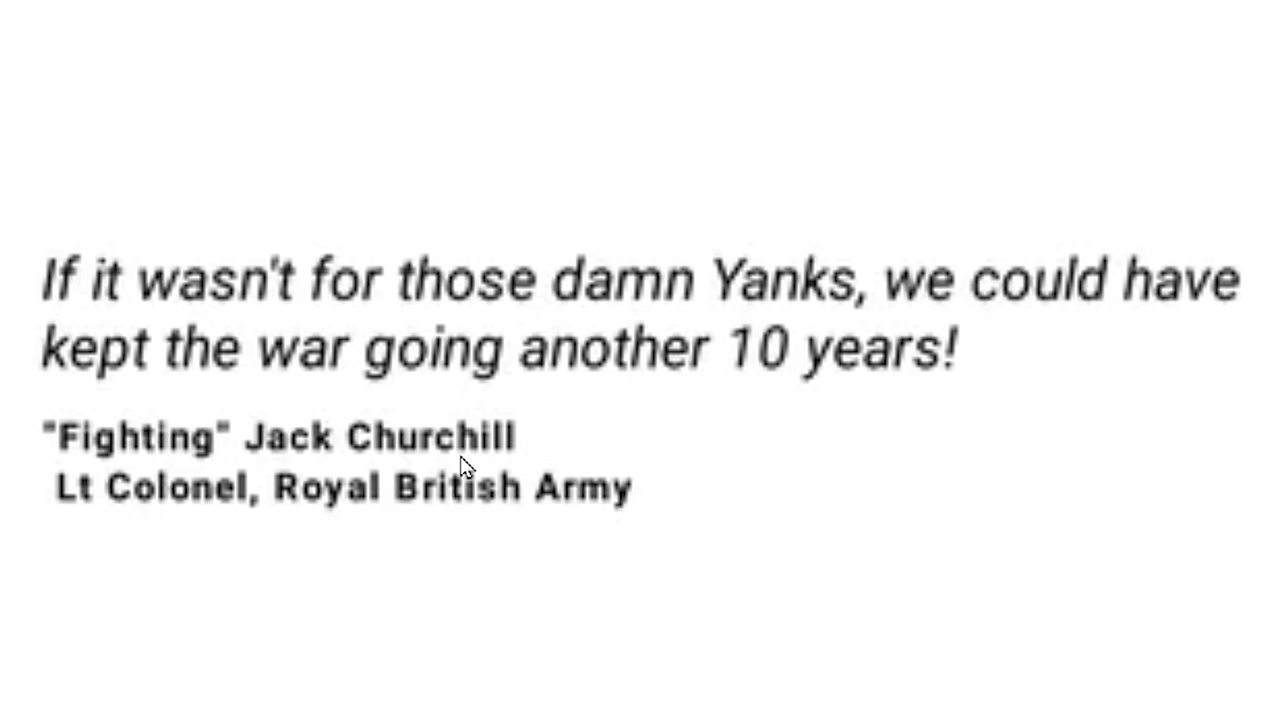 If it wasn't for those damn Yanks, we could have
kept the war going another 10 years!
"Fighting" Jack Churchill
Lt Colonel, Royal British Army